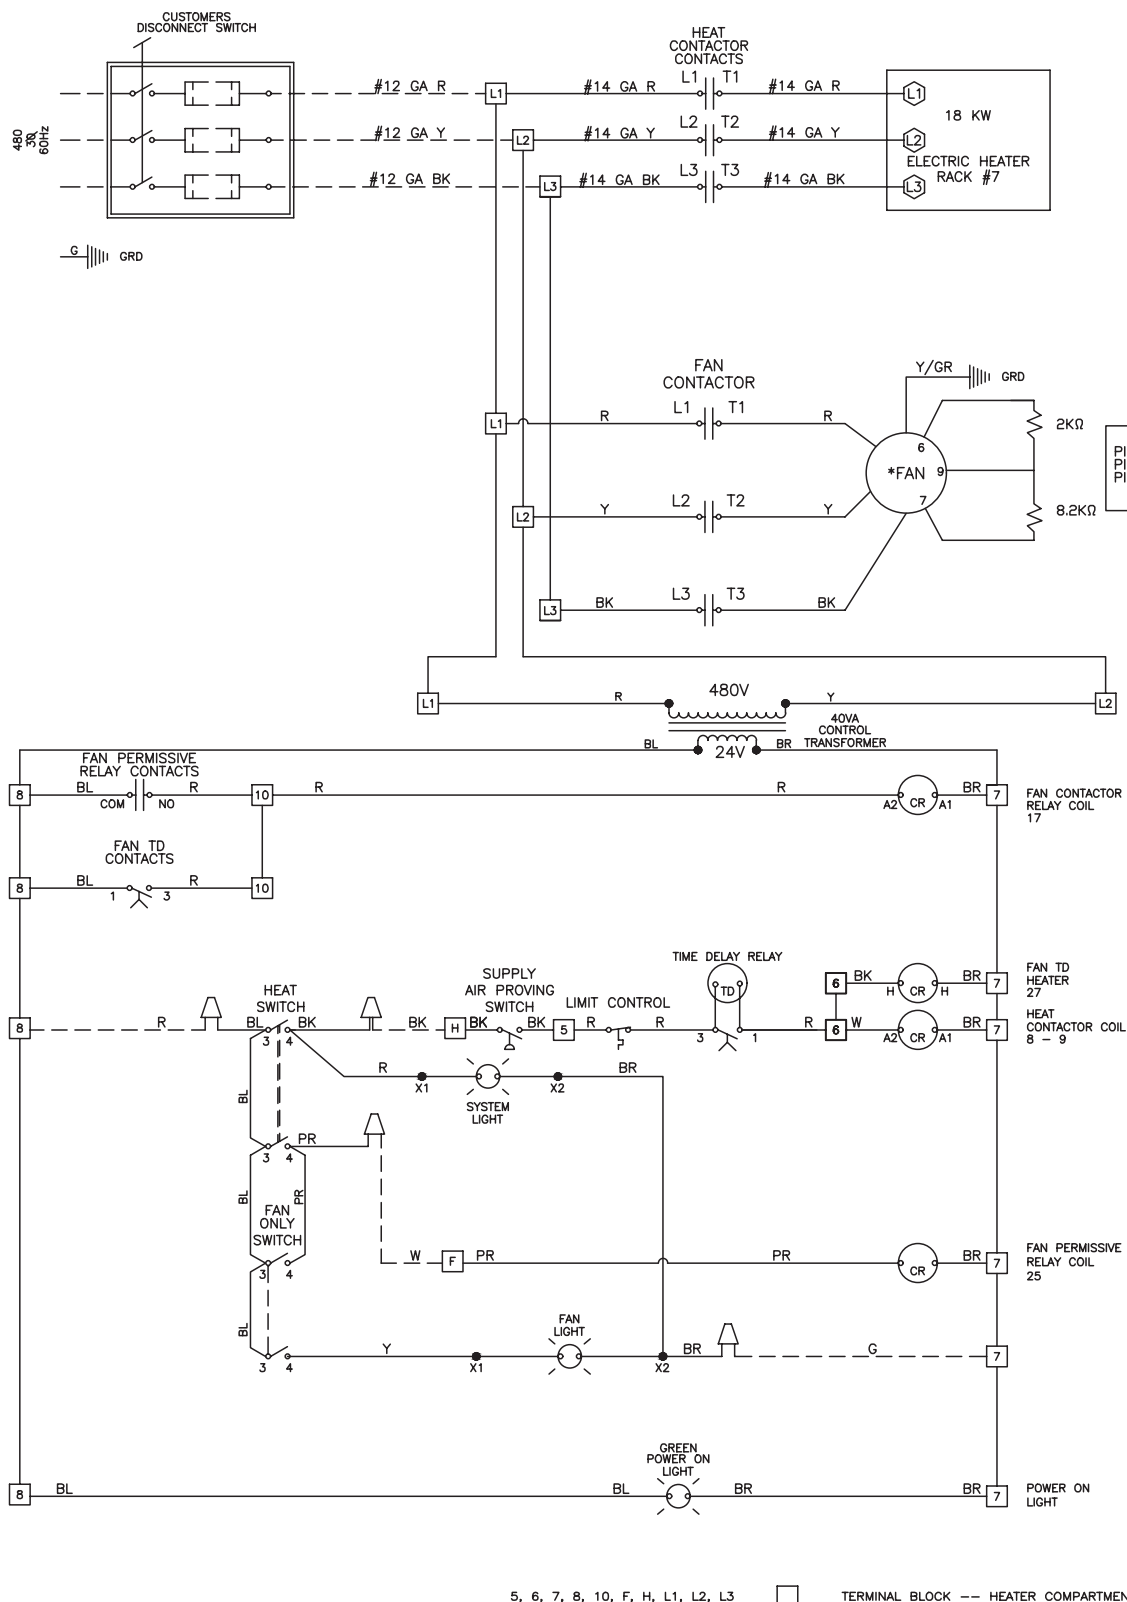 CUSTOMERS
DISCONNECT SWITCH
HEAT
CONTACTOR
CONTACTS
480
30
60Hz
#12 GA R
L1
#14 GA R
L1 T1
#14 GA R
L1
18 KW
#12 GA Y
L2
#14 GA Y
L2 T2
#14 GA Y
L2
ELECTRIC HEATER
RACK #7
#12 GA BK
L3
#14 GA BK
L3 T3
#14 GA BK
L3
G
GRD
FAN
CONTACTOR
Y/GR
GRD
L1
R
L1 T1
R
2KΩ
6
*FAN
9
7
8.2KΩ
PI
PI
PI
L2
Y
L2 T2
Y
L3
BK
L3 T3
BK
L1
R
480V
Y
L2
40VA
CONTROL
TRANSFORMER
BL
24V
BR
FAN PERMISSIVE
RELAY CONTACTS
8
BL
COM
NO
R
10
R
R
A2
CR
A1
BR
7
FAN CONTACTOR
RELAY COIL
17
FAN TD
CONTACTS
8
BL
1
3
R
10
TIME DELAY RELAY
TD
6
BK
H
CR
H
BR
7
FAN TD
HEATER
27
HEAT
SWITCH
SUPPLY
AIR PROVING
SWITCH
LIMIT CONTROL
8
R
BL
3 4
BK
BK
H
BK
BK
5
R
R
3
1
R
6
W
A2
CR
A1
BR
7
HEAT
CONTACTOR COIL
8 - 9
R
X1
X2
BR
SYSTEM
LIGHT
BL
3 4
PR
BL
PR
FAN
ONLY
SWITCH
3 4
W
F
PR
PR
CR
BR
7
FAN PERMISSIVE
RELAY COIL
25
BL
3 4
Y
X1
FAN
LIGHT
X2
BR
G
7
GREEN
POWER ON
LIGHT
8
BL
BL
BR
BR
7
POWER ON
LIGHT
5, 6, 7, 8, 10, F, H, L1, L2, L3
TERMINAL BLOCK -- HEATER COMPARTMEN